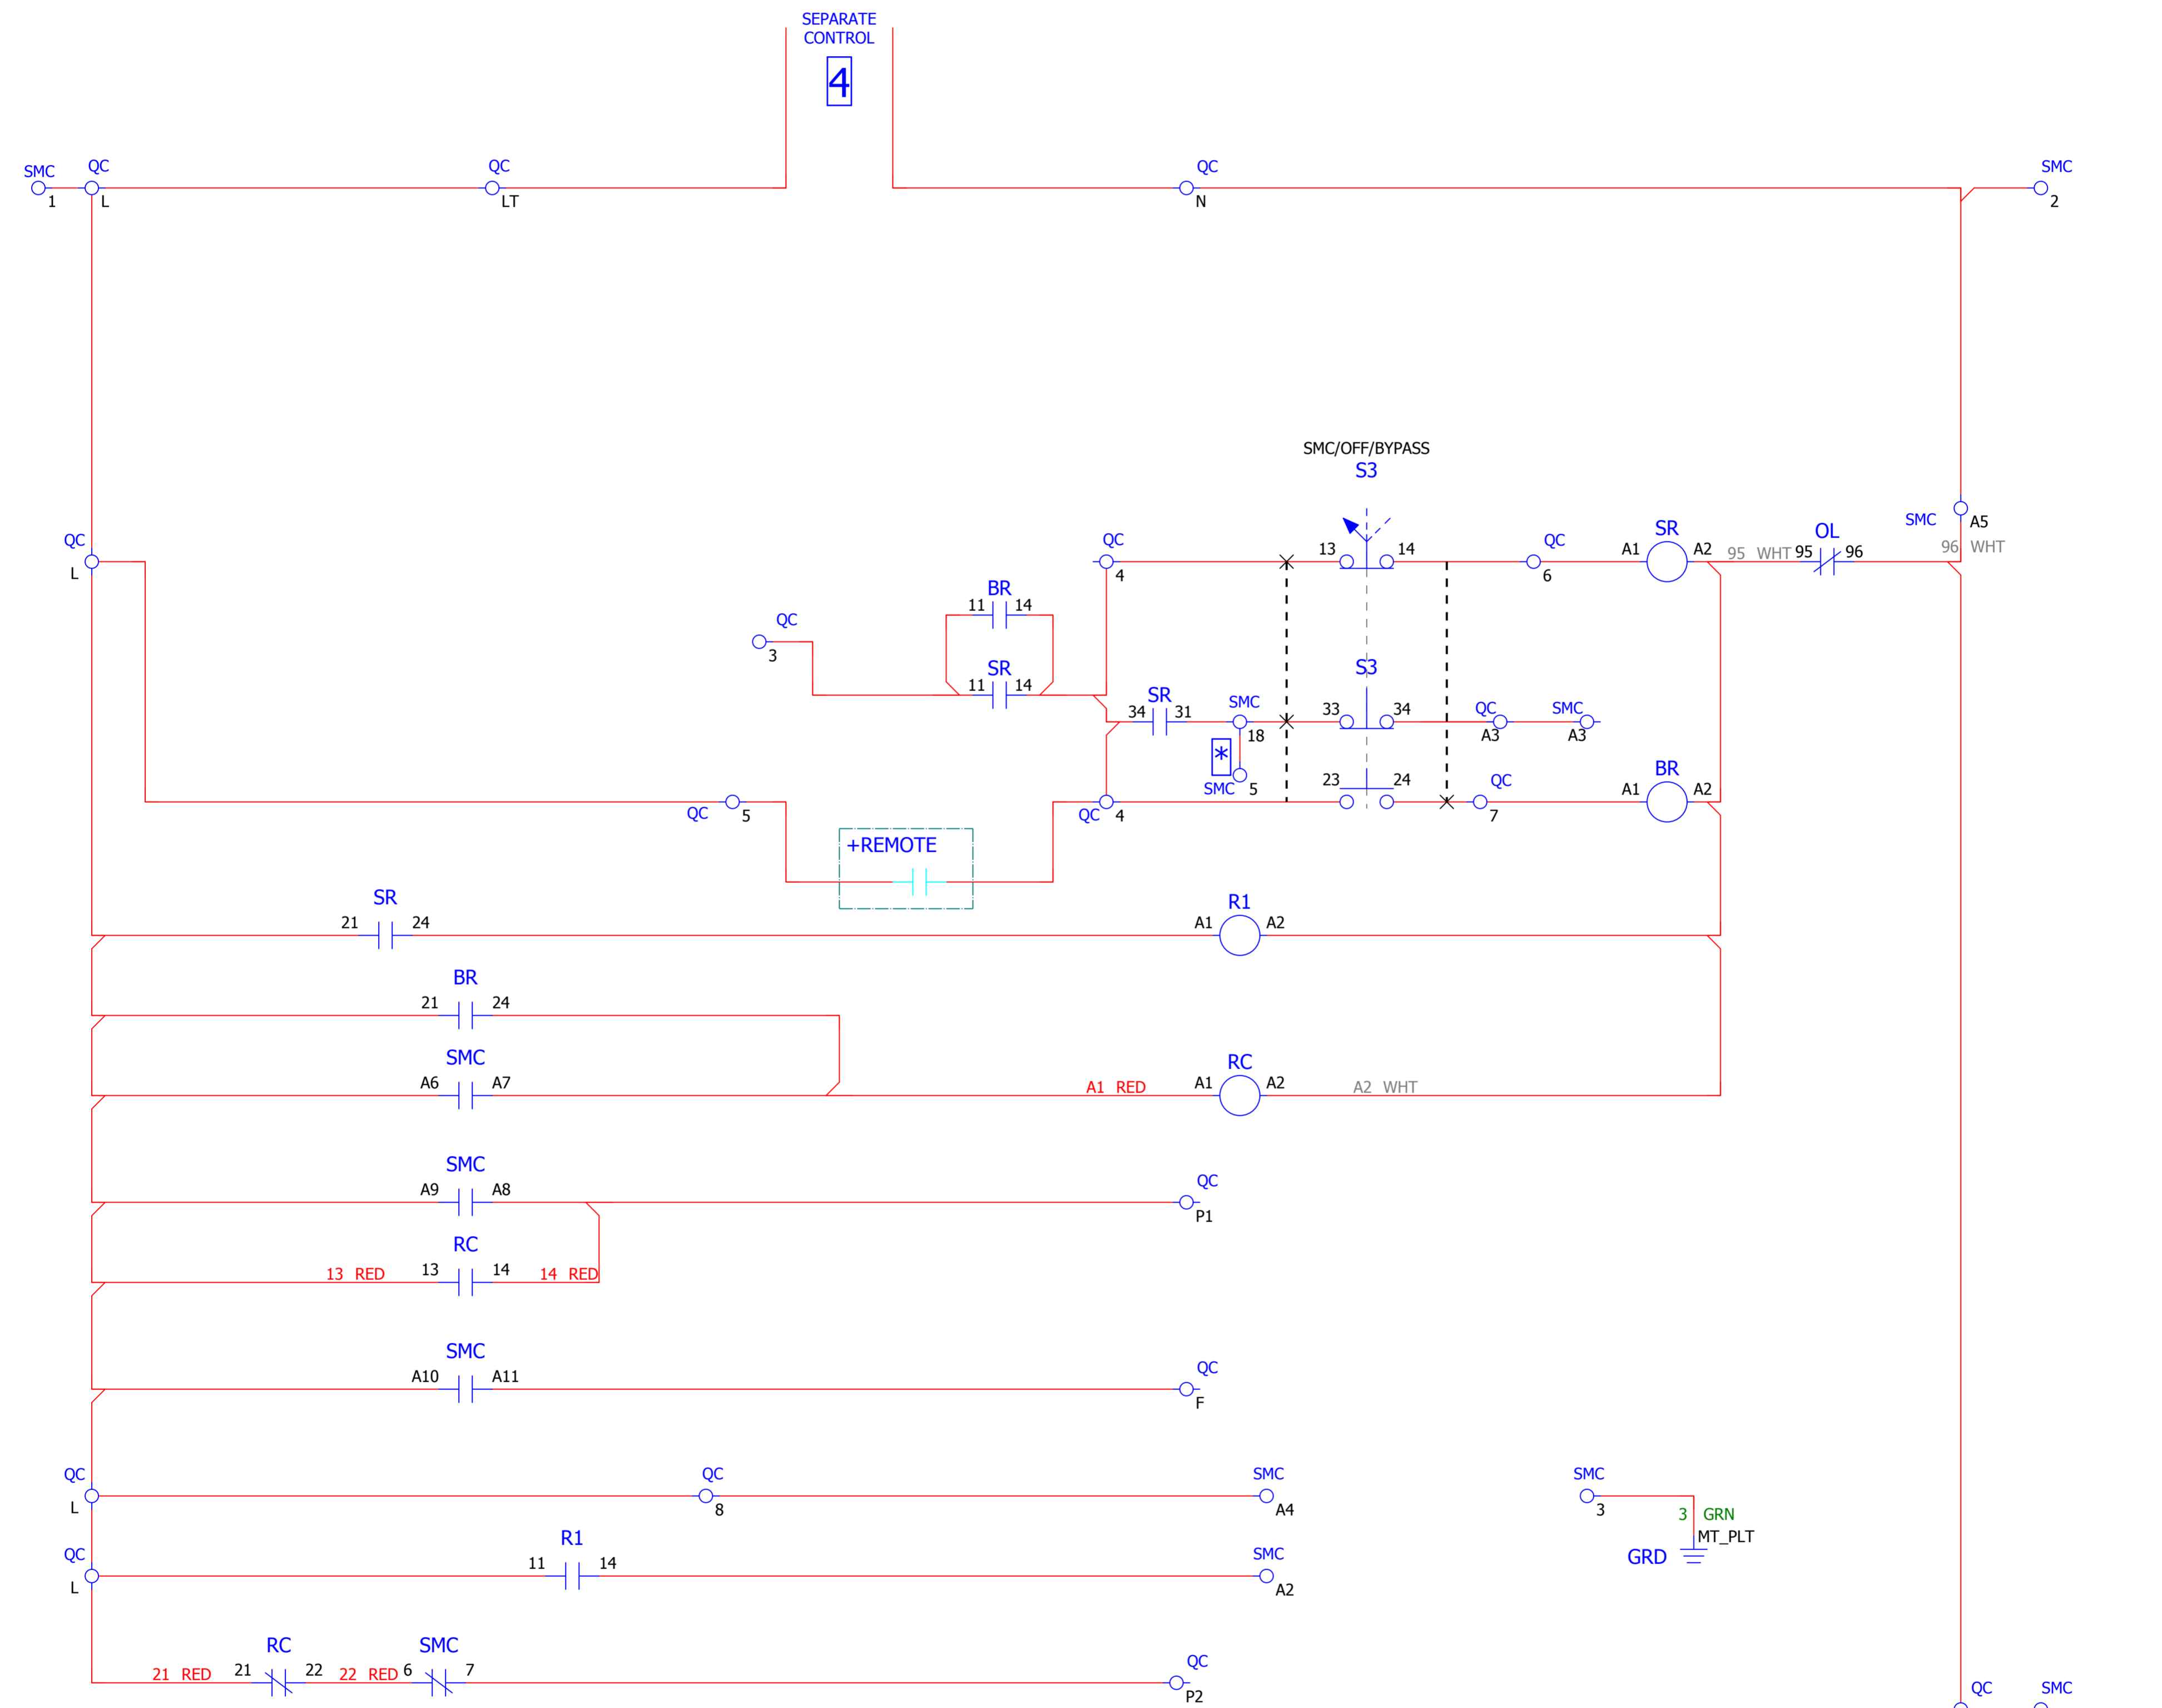 SEPARATE
CONTROL
4
SMC QC QC QC SMC
1 L LT N 2
SMC/OFF/BYPASS
S3
SMC A5
QC QC 13 14 QC SR OL
A1 A2 95 WHT 95 96 96 WHT
L 4 6
BR
11 14
QC
3
SR S3
11 14
SR SMC QC SMC
34 31 33 34
18 A3 A3
*
SMC 5 23 24 QC BR
A1 A2
QC 5 QC 4 7
+REMOTE
SR R1
21 24 A1 A2
BR
21 24
SMC RC
A6 A7 A1 RED A1 A2 A2 WHT
SMC QC
A9 A8
P1
RC
13 RED 13 14 14 RED
SMC QC
A10 A11
F
QC QC SMC SMC
L 8 A4 3
3 GRN
MT_PLT
GRD
QC R1 SMC
11 14
L A2
RC SMC QC
21 RED 21 22 22 RED 6 7
P2
QC SMC